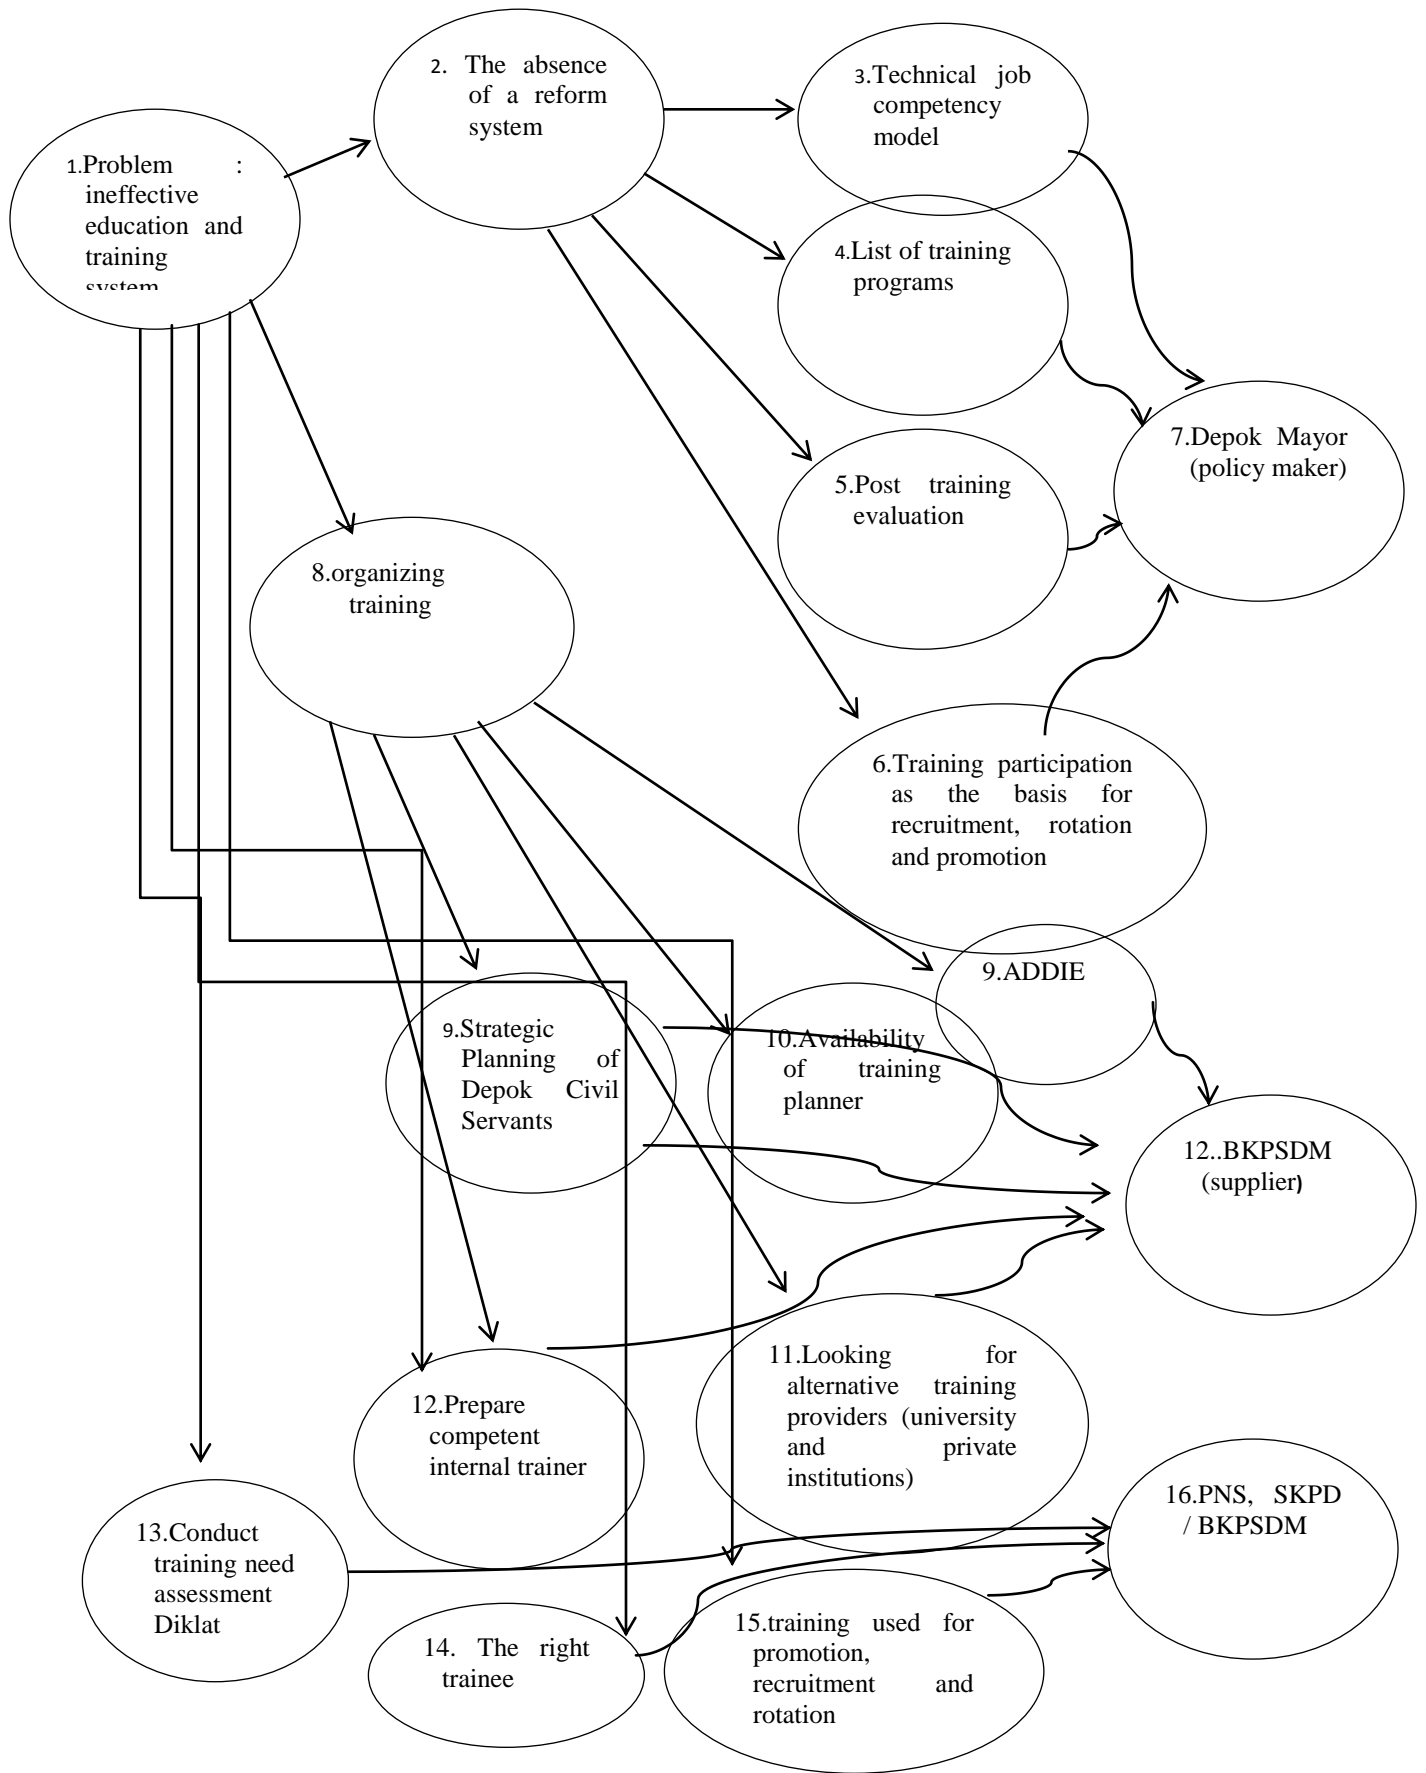 1.Problem :
ineffective
education and
training
system
2. The absence
of a reform
system
3.Technical job
competency
model
4.List of training
programs
5.Post training
evaluation
6.Training participation
as the basis for
recruitment, rotation
and promotion
7.Depok Mayor
(policy maker)
8.organizing
training
9.ADDIE
9.Strategic
Planning of
Depok Civil
Servants
10.Availability
of training
planner
12..BKPSDM
(supplier)
11.Looking for
alternative training
providers (university
and private
institutions)
12.Prepare
competent
internal trainer
13.Conduct
training need
assessment
Diklat
14. The right
trainee
15.training used for
promotion,
recruitment and
rotation
16.PNS, SKPD
/ BKPSDM